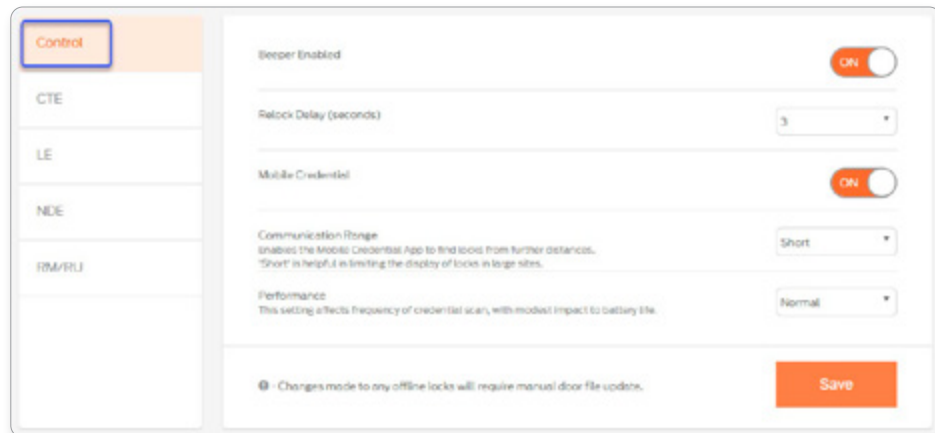 Control
CTE
LE
NDE
RM/RU
Beeper Enabled
ON
Relock Delay (seconds)
3
Mobile Credential
ON
Communication Range
Enables the Mobile Credential App to find locks from further distances.
'Short' is helpful in limiting the display of locks in large sites.
Short
Performance
This setting affects frequency of credential scan, with modest impact to battery life.
Normal
- Changes made to any offline locks will require manual door file update.
Save